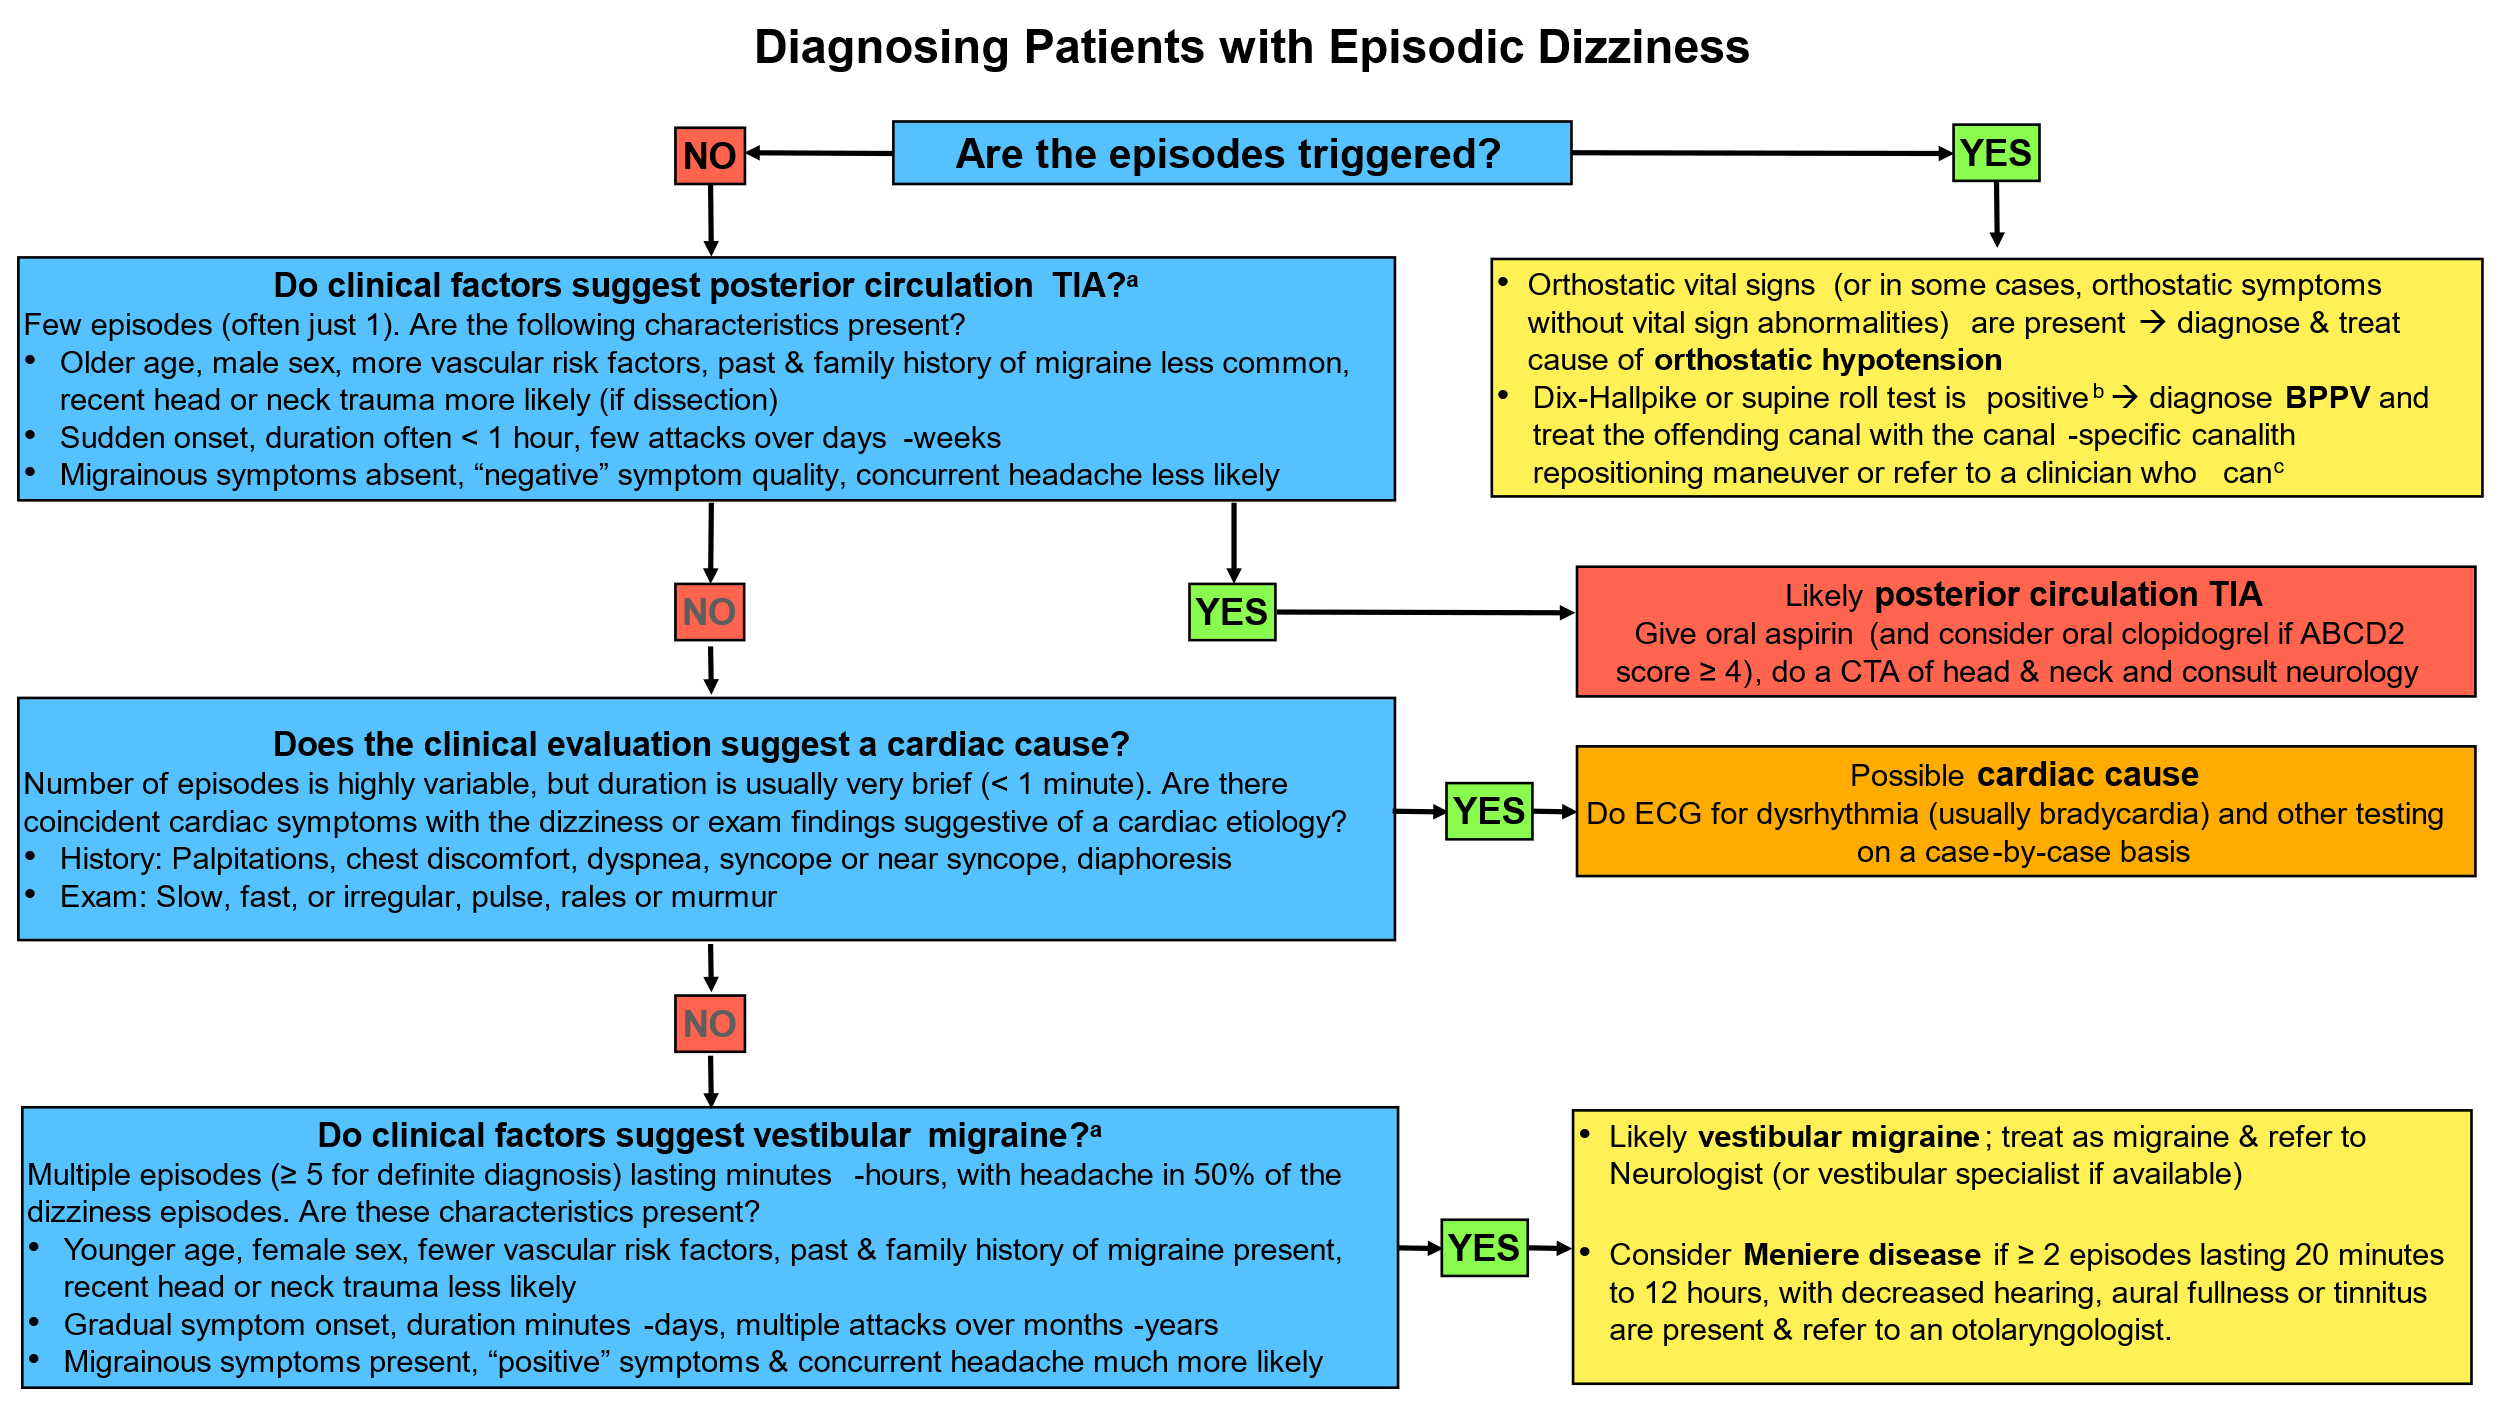 Diagnosing Patients with Episodic Dizziness
NO
Are the episodes triggered?
YES
Do clinical factors suggest posterior circulation TIA?ᵃ
Few episodes (often just 1). Are the following characteristics present?
• Older age, male sex, more vascular risk factors, past & family history of migraine less common,
recent head or neck trauma more likely (if dissection)
• Sudden onset, duration often < 1 hour, few attacks over days -weeks
• Migrainous symptoms absent, “negative” symptom quality, concurrent headache less likely
• Orthostatic vital signs (or in some cases, orthostatic symptoms
without vital sign abnormalities) are present → diagnose & treat
cause of orthostatic hypotension
• Dix-Hallpike or supine roll test is positive ᵇ → diagnose BPPV and
treat the offending canal with the canal -specific canalith
repositioning maneuver or refer to a clinician who canᶜ
NO
YES
Likely posterior circulation TIA
Give oral aspirin (and consider oral clopidogrel if ABCD2
score ≥ 4), do a CTA of head & neck and consult neurology
Does the clinical evaluation suggest a cardiac cause?
Number of episodes is highly variable, but duration is usually very brief (< 1 minute). Are there
coincident cardiac symptoms with the dizziness or exam findings suggestive of a cardiac etiology?
• History: Palpitations, chest discomfort, dyspnea, syncope or near syncope, diaphoresis
• Exam: Slow, fast, or irregular, pulse, rales or murmur
YES
Possible cardiac cause
Do ECG for dysrhythmia (usually bradycardia) and other testing
on a case-by-case basis
NO
Do clinical factors suggest vestibular migraine?ᵃ
Multiple episodes (≥ 5 for definite diagnosis) lasting minutes -hours, with headache in 50% of the
dizziness episodes. Are these characteristics present?
• Younger age, female sex, fewer vascular risk factors, past & family history of migraine present,
recent head or neck trauma less likely
• Gradual symptom onset, duration minutes -days, multiple attacks over months -years
• Migrainous symptoms present, “positive” symptoms & concurrent headache much more likely
YES
• Likely vestibular migraine; treat as migraine & refer to
Neurologist (or vestibular specialist if available)
• Consider Meniere disease if ≥ 2 episodes lasting 20 minutes
to 12 hours, with decreased hearing, aural fullness or tinnitus
are present & refer to an otolaryngologist.